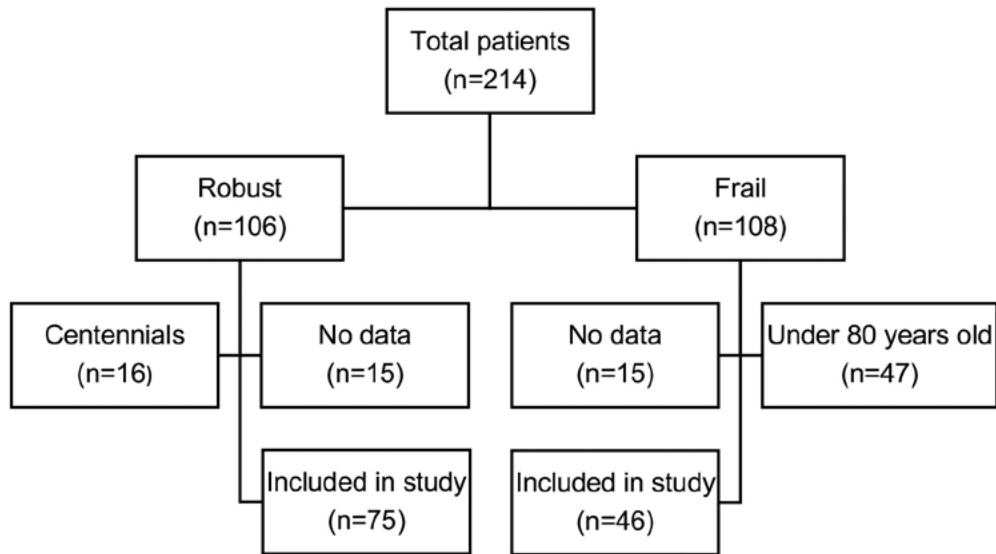 Total patients
(n=214)
Robust
(n=106)
Frail
(n=108)
Centennials
(n=16)
No data
(n=15)
No data
(n=15)
Under 80 years old
(n=47)
Included in study
(n=75)
Included in study
(n=46)